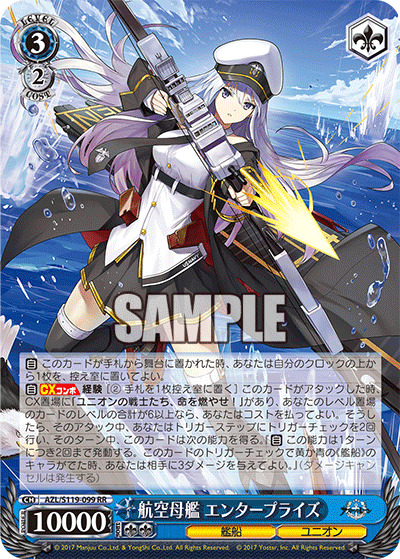 LEVEL
3
2
COST
U.S.NAVY
SAMPLE
自 このカードが手札から舞台に置かれた時、あなたは自分のクロックの上か
ら1枚を、控え室に置いてよい。
自 CXコンボ 経験 [② 手札を1枚控え室に置く] このカードがアタックした時、
CX置場に「ユニオンの戦士たち、命を燃やせ!」があり、あなたのレベル置場の
カードのレベルの合計が6以上なら、あなたはコストを払ってよい。そうし
たら、そのアタック中、あなたはトリガーステップにトリガーチェックを2回
行い、そのターン中、このカードは次の能力を得る。『自 この能力は1ターン
につき2回まで発動する。このカードのトリガーチェックで黄か青の《艦船》の
キャラがでた時、あなたは相手に3ダメージを与えてよい。』(ダメージキャンセ
ルは発生する)
CH
AZL/S119-099 RR
10000
航空母艦 エンタープライズ
艦船
ユニオン
© 2017 Manjuu Co.,Ltd. & YongShi Co.,Ltd. All Rights Reserved.
© 2017 Yostar, Inc. All Rights Reserved.